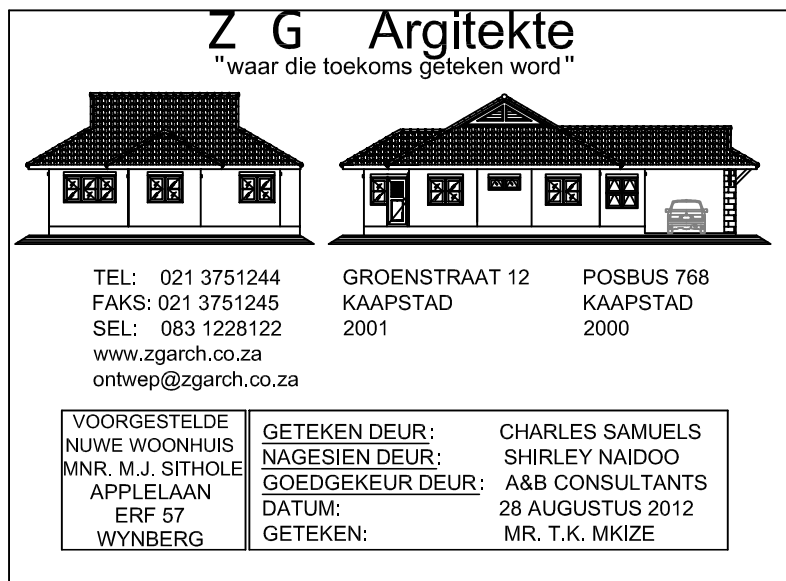 Z G Argitekte
"waar die toekoms geteken word"
TEL: 021 3751244
FAKS: 021 3751245
SEL: 083 1228122
www.zgarch.co.za
ontwep@zgarch.co.za
GROENSTRAAT 12
KAAPSTAD
2001
POSBUS 768
KAAPSTAD
2000
VOORGESTELDE
NUWE WOONHUIS
MNR. M.J. SITHOLE
APPLELAAN
ERF 57
WYNBERG
GETEKEN DEUR: CHARLES SAMUELS
NAGESIEN DEUR: SHIRLEY NAIDOO
GOEDGEKEUR DEUR: A&B CONSULTANTS
DATUM: 28 AUGUSTUS 2012
GETEKEN: MR. T.K. MKIZE